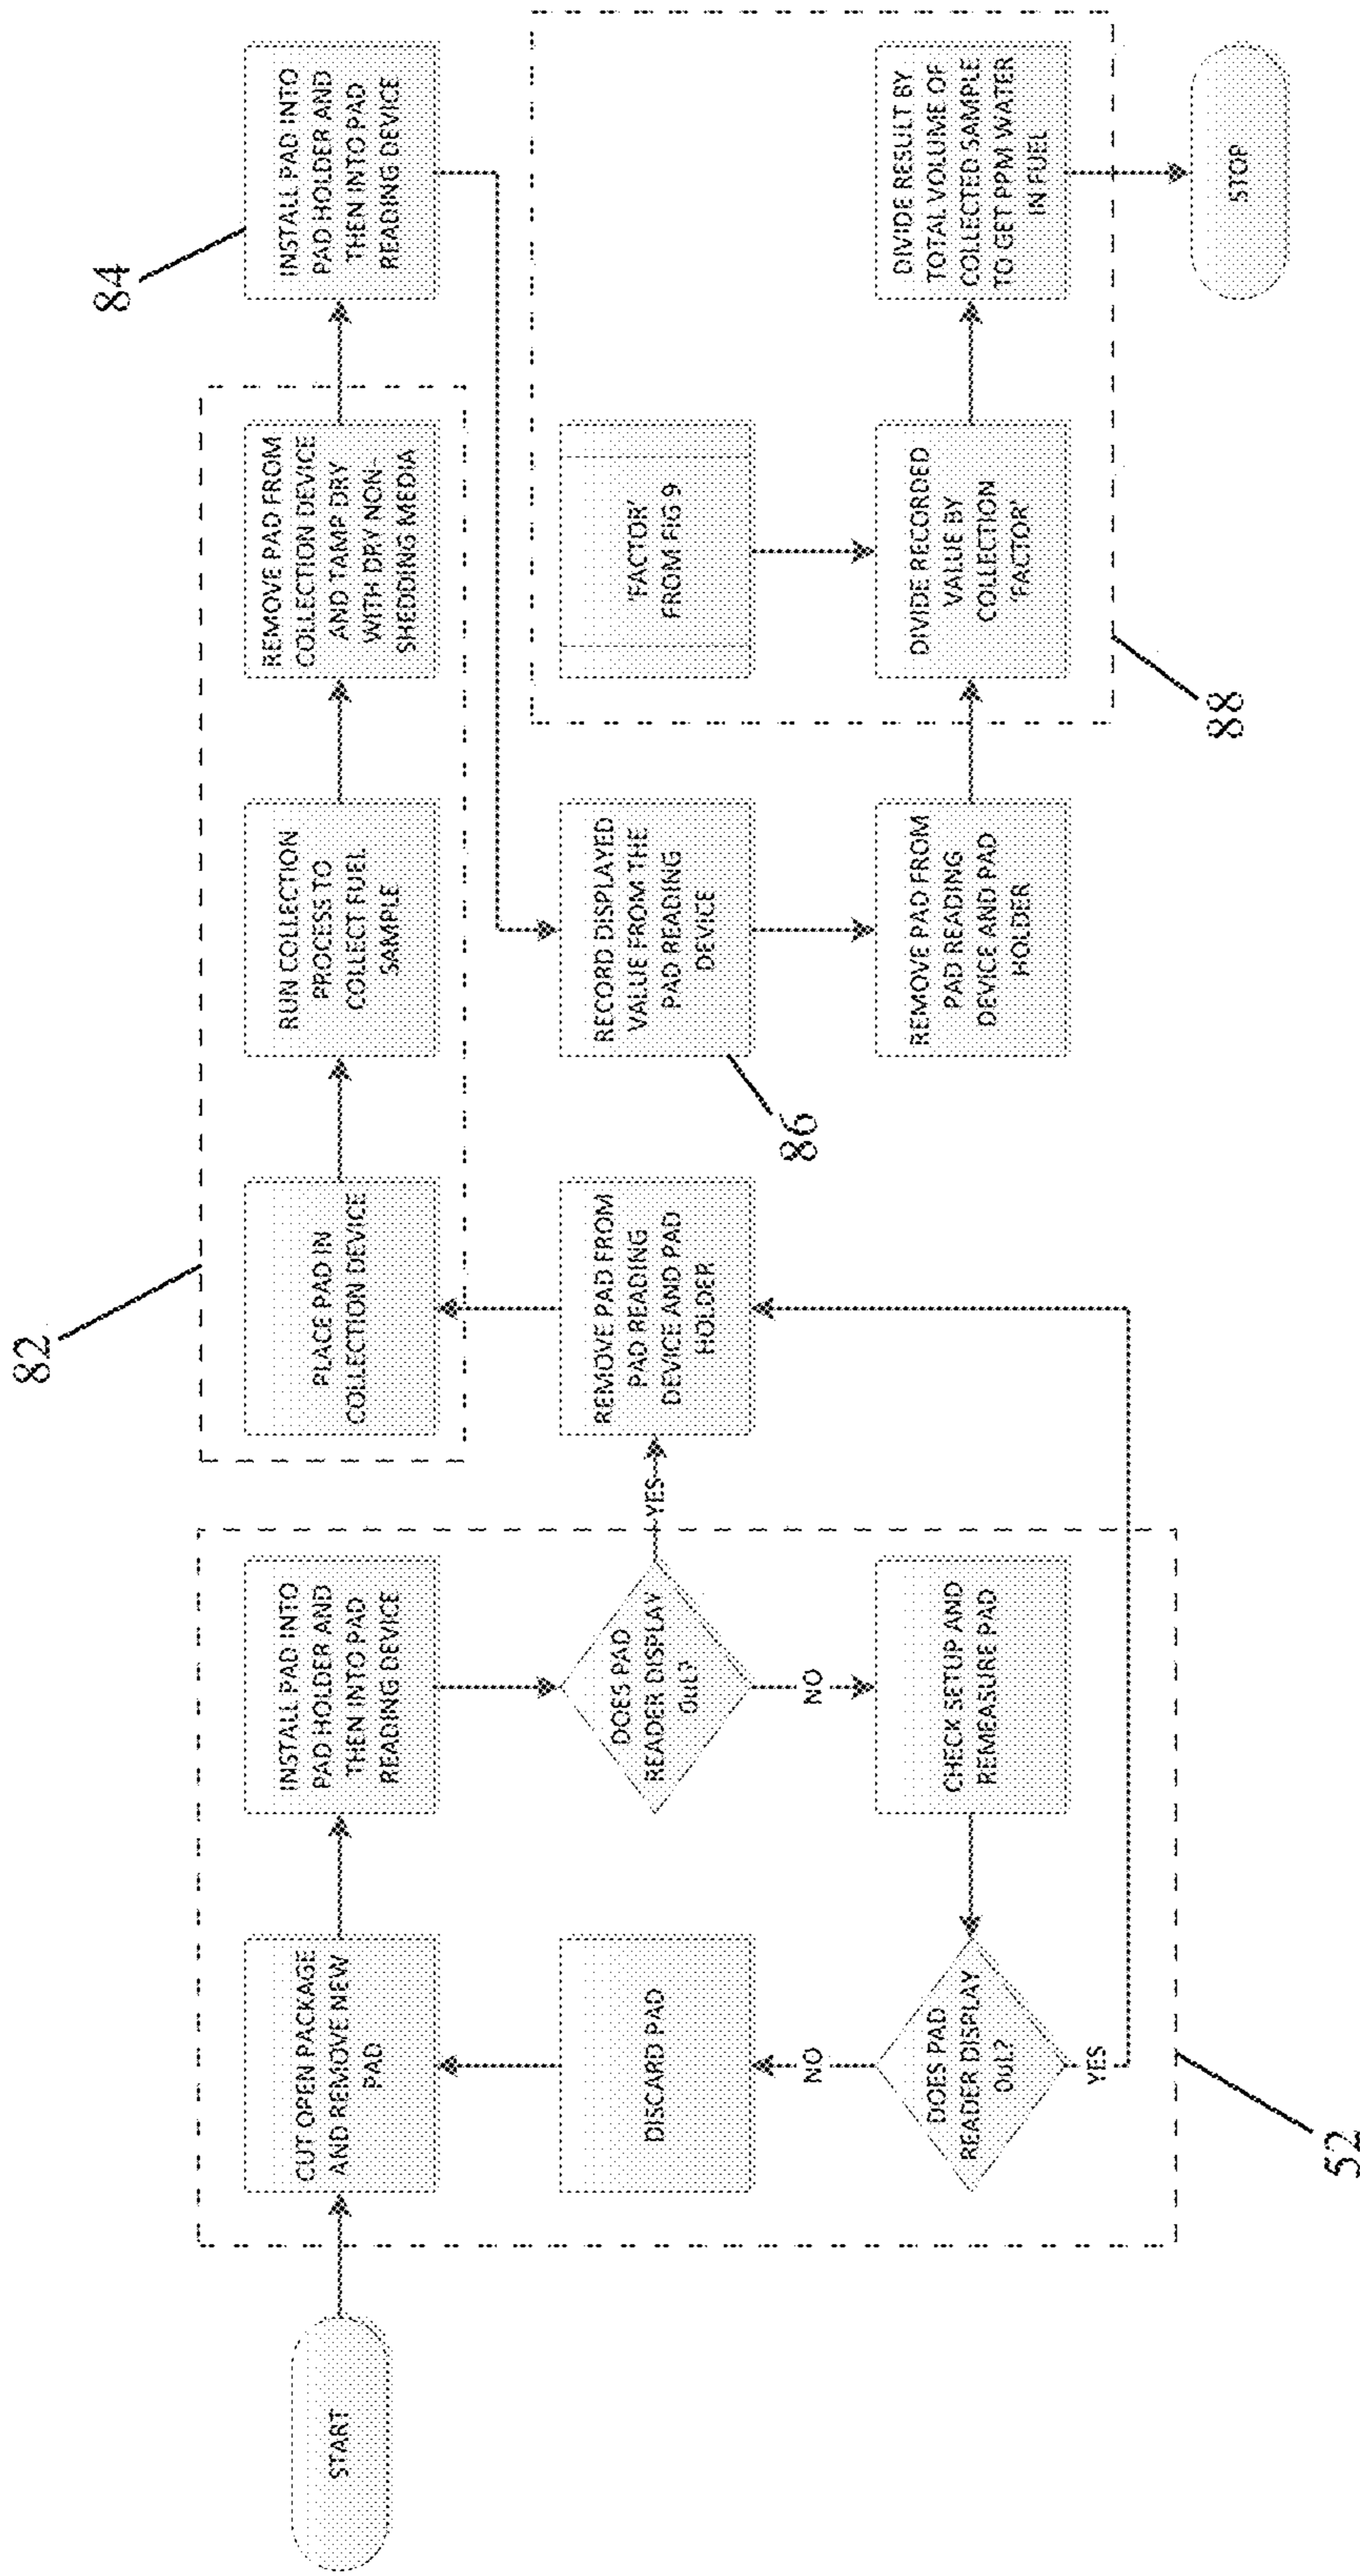 START
CUT OPEN PACKAGE
AND REMOVE NEW
PAD
INSTALL PAD INTO
PAD HOLDER AND
THEN INTO PAD
READING DEVICE
DOES PAD
READER DISPLAY
0uL?
YES
NO
CHECK SETUP AND
REMEASURE PAD
DOES PAD
READER DISPLAY
0uL?
NO
YES
DISCARD PAD
52
REMOVE PAD FROM
PAD READING
DEVICE AND PAD
HOLDER
82
PLACE PAD IN
COLLECTION DEVICE
RUN COLLECTION
PROCESS TO
COLLECT FUEL
SAMPLE
REMOVE PAD FROM
COLLECTION DEVICE
AND TAMP DRY
WITH DRY NON-
SHEDDING MEDIA
84
INSTALL PAD INTO
PAD HOLDER AND
THEN INTO PAD
READING DEVICE
RECORD DISPLAYED
VALUE FROM THE
PAD READING
DEVICE
86
REMOVE PAD FROM
PAD READING
DEVICE AND PAD
HOLDER
'FACTOR'
FROM FIG 9
DIVIDE RECORDED
VALUE BY
COLLECTION
'FACTOR'
88
DIVIDE RESULT BY
TOTAL VOLUME OF
COLLECTED SAMPLE
TO GET PPM WATER
IN FUEL
STOP